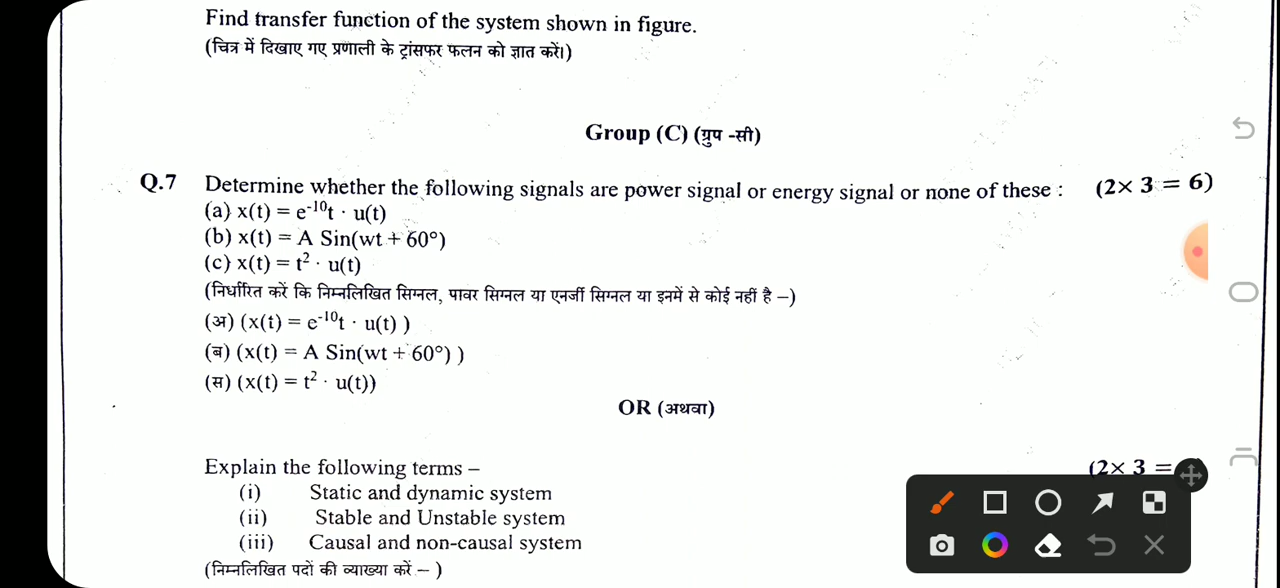 Find transfer function of the system shown in figure.
(चित्र में दिखाए गए प्रणाली के ट्रांसफर फलन को ज्ञात करें।)
Group (C) (ग्रुप -सी)
Q.7 Determine whether the following signals are power signal or energy signal or none of these : (2× 3 = 6)
(a) x(t) = e⁻¹⁰t · u(t)
(b) x(t) = A Sin(wt + 60°)
(c) x(t) = t² · u(t)
(निर्धारित करें कि निम्नलिखित सिग्नल, पावर सिग्नल या एनर्जी सिग्नल या इनमें से कोई नहीं है –)
(अ) (x(t) = e⁻¹⁰t · u(t) )
(ब) (x(t) = A Sin(wt + 60°) )
(स) (x(t) = t² · u(t))
OR (अथवा)
Explain the following terms – (2× 3 =
(i) Static and dynamic system
(ii) Stable and Unstable system
(iii) Causal and non-causal system
(निम्नलिखित पदों की व्याख्या करें – )